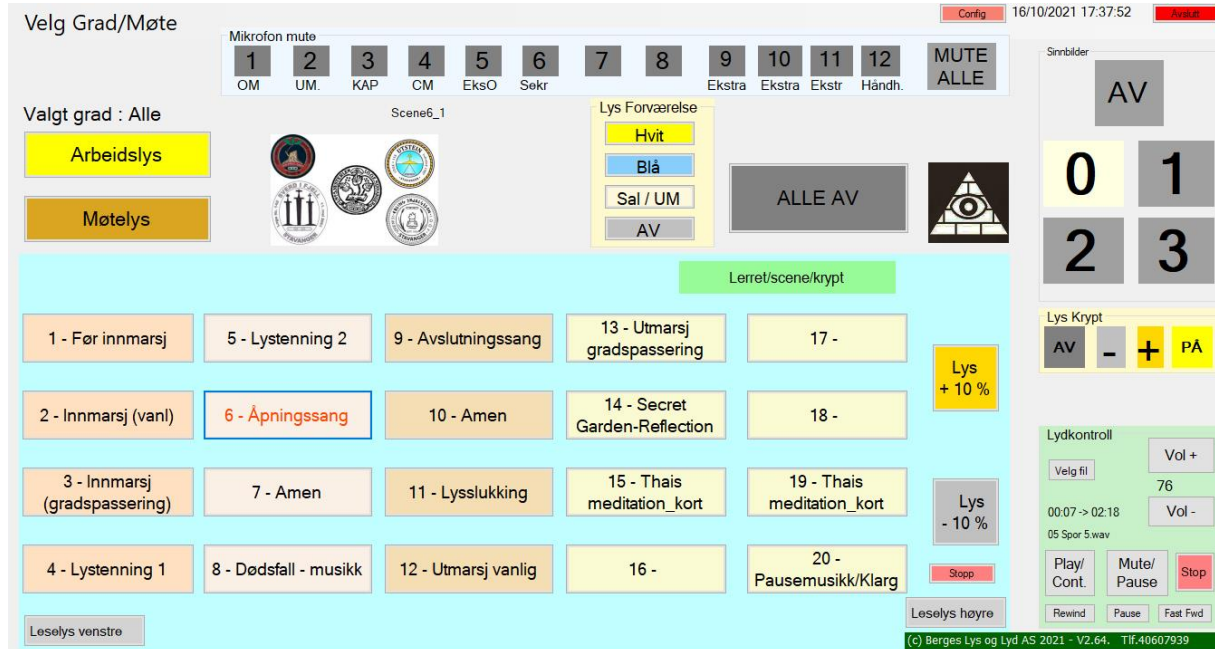 Velg Grad/Møte
Config
16/10/2021 17:37:52
Avslutt
Mikrofon mute
1 2 3 4 5 6 7 8 9 10 11 12
OM UM. KAP CM EksO Sekr Ekstra Ekstra Ekstr Håndh.
MUTE
ALLE
Sinnbilder
AV
0 1
2 3
Valgt grad : Alle
Scene6_1
Arbeidslys
Møtelys
UTSTEIN
STAVANGER
Lys Forværelse
Hvit
Blå
Sal / UM
AV
ALLE AV
Lerret/scene/krypt
1 - Før innmarsj
5 - Lystenning 2
9 - Avslutningssang
13 - Utmarsj
gradspassering
17 -
2 - Innmarsj (vanl)
6 - Åpningssang
10 - Amen
14 - Secret
Garden-Reflection
18 -
3 - Innmarsj
(gradspassering)
7 - Amen
11 - Lysslukking
15 - Thais
meditation_kort
19 - Thais
meditation_kort
4 - Lystenning 1
8 - Dødsfall - musikk
12 - Utmarsj vanlig
16 -
20 -
Pausemusikk/Klarg
Lys
+ 10 %
Lys
- 10 %
Stopp
Leselys venstre
Leselys høyre
Lys Krypt
AV - + PÅ
Lydkontroll
Velg fil
Vol +
76
00:07 -> 02:18
Vol -
05 Spor 5.wav
Play/
Cont.
Mute/
Pause
Stop
Rewind
Pause
Fast Fwd
(c) Berges Lys og Lyd AS 2021 - V2.64. Tlf.40607939